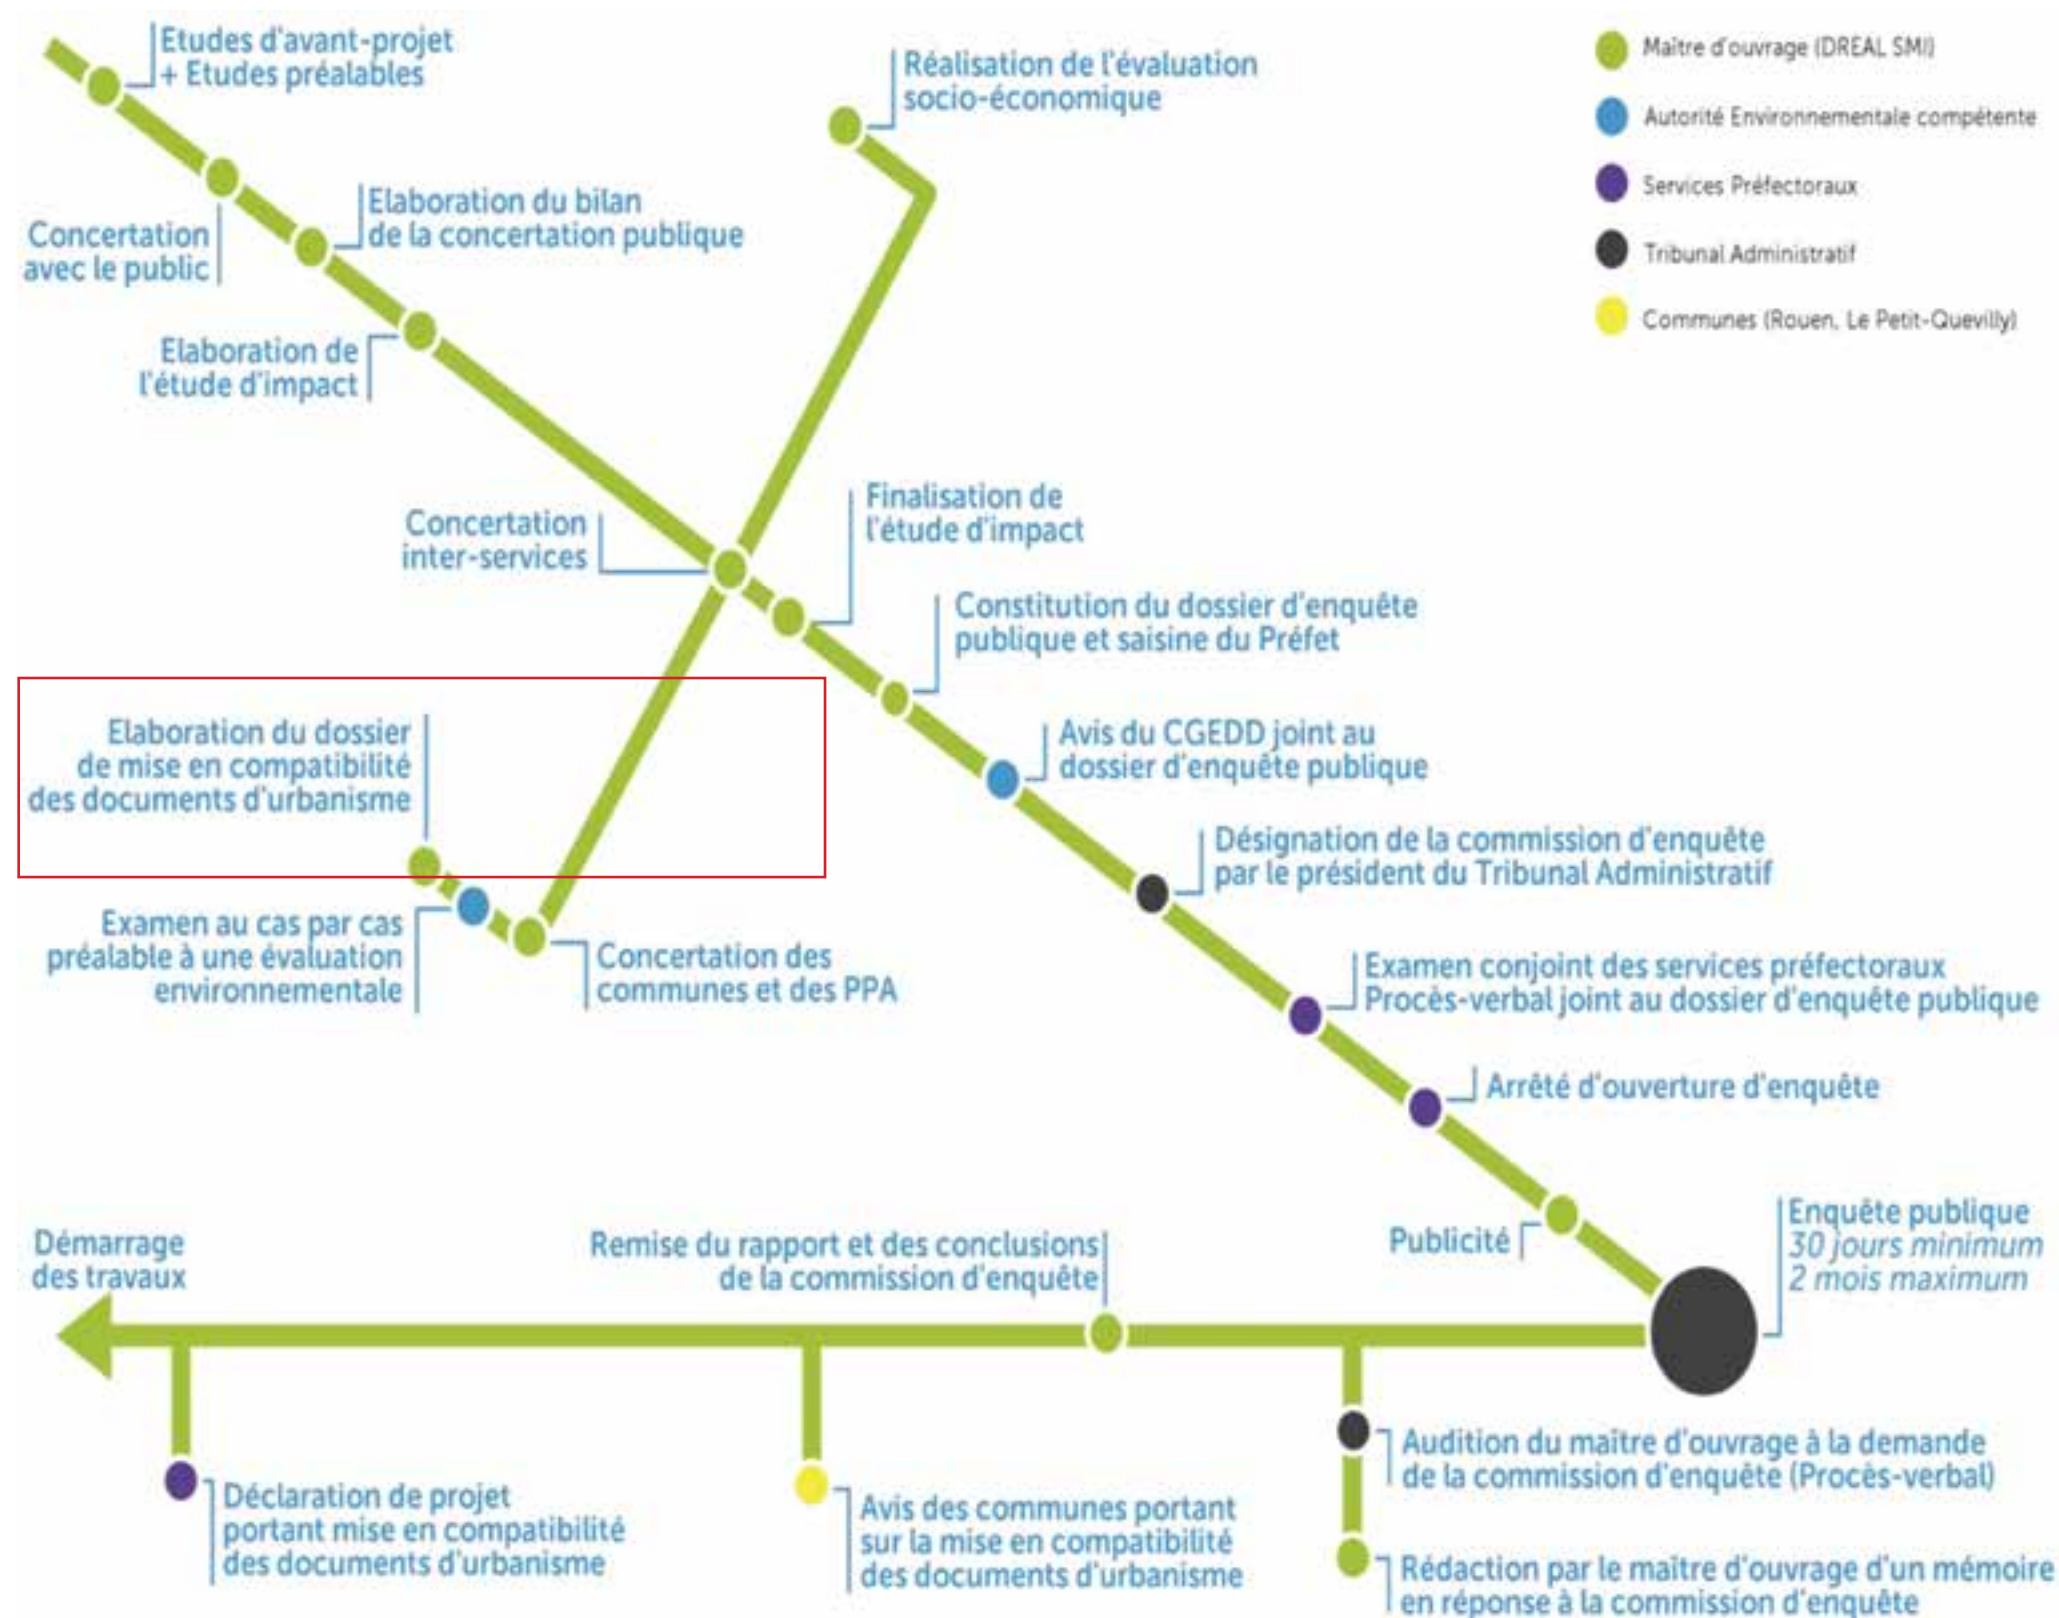 Etudes d'avant-projet
+ Etudes préalables
Réalisation de l'évaluation
socio-économique
Maître d'ouvrage (DREAL SMI)
Autorité Environnementale compétente
Services Préfectoraux
Tribunal Administratif
Communes (Rouen, Le Petit-Quevilly)
Concertation
avec le public
Elaboration du bilan
de la concertation publique
Elaboration de
l'étude d'impact
Concertation
inter-services
Finalisation de
l'étude d'impact
Constitution du dossier d'enquête
publique et saisine du Préfet
Elaboration du dossier
de mise en compatibilité
des documents d'urbanisme
Avis du CGEDD joint au
dossier d'enquête publique
Désignation de la commission d'enquête
par le président du Tribunal Administratif
Examen au cas par cas
préalable à une évaluation
environnementale
Concertation des
communes et des PPA
Examen conjoint des services préfectoraux
Procès-verbal joint au dossier d'enquête publique
Arrêté d'ouverture d'enquête
Publicité
Enquête publique
30 jours minimum
2 mois maximum
Démarrage
des travaux
Remise du rapport et des conclusions
de la commission d'enquête
Audition du maître d'ouvrage à la demande
de la commission d'enquête (Procès-verbal)
Déclaration de projet
portant mise en compatibilité
des documents d'urbanisme
Avis des communes portant
sur la mise en compatibilité
des documents d'urbanisme
Rédaction par le maître d'ouvrage d'un mémoire
en réponse à la commission d'enquête